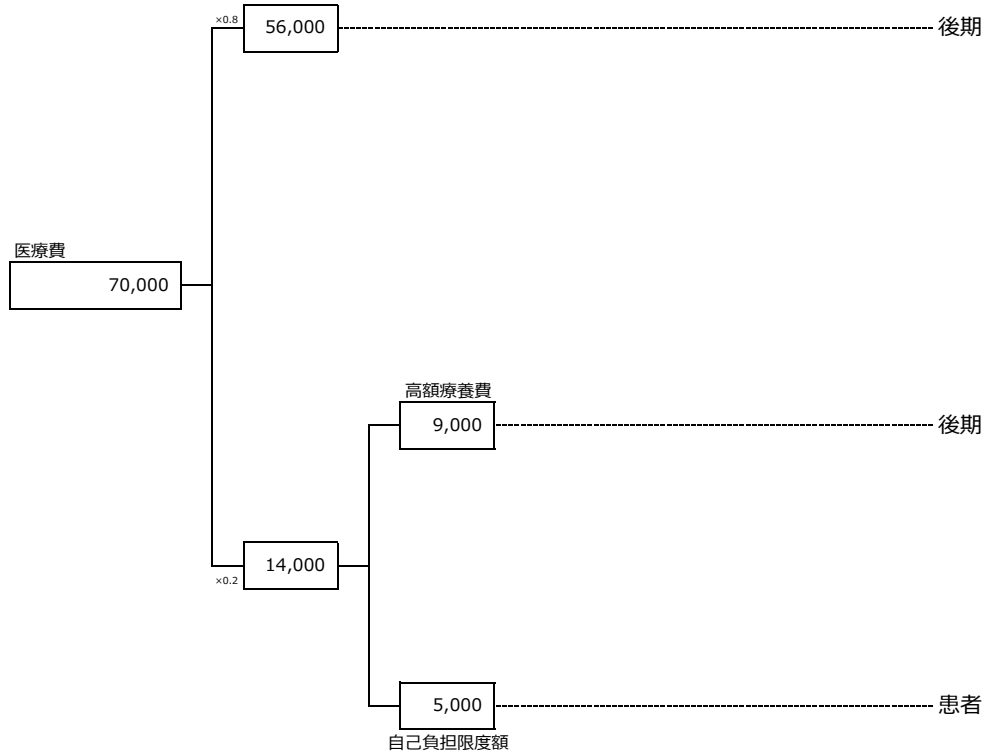 ×0.8
56,000
後期
医療費
70,000
高額療養費
9,000
後期
14,000
×0.2
5,000
患者
自己負担限度額